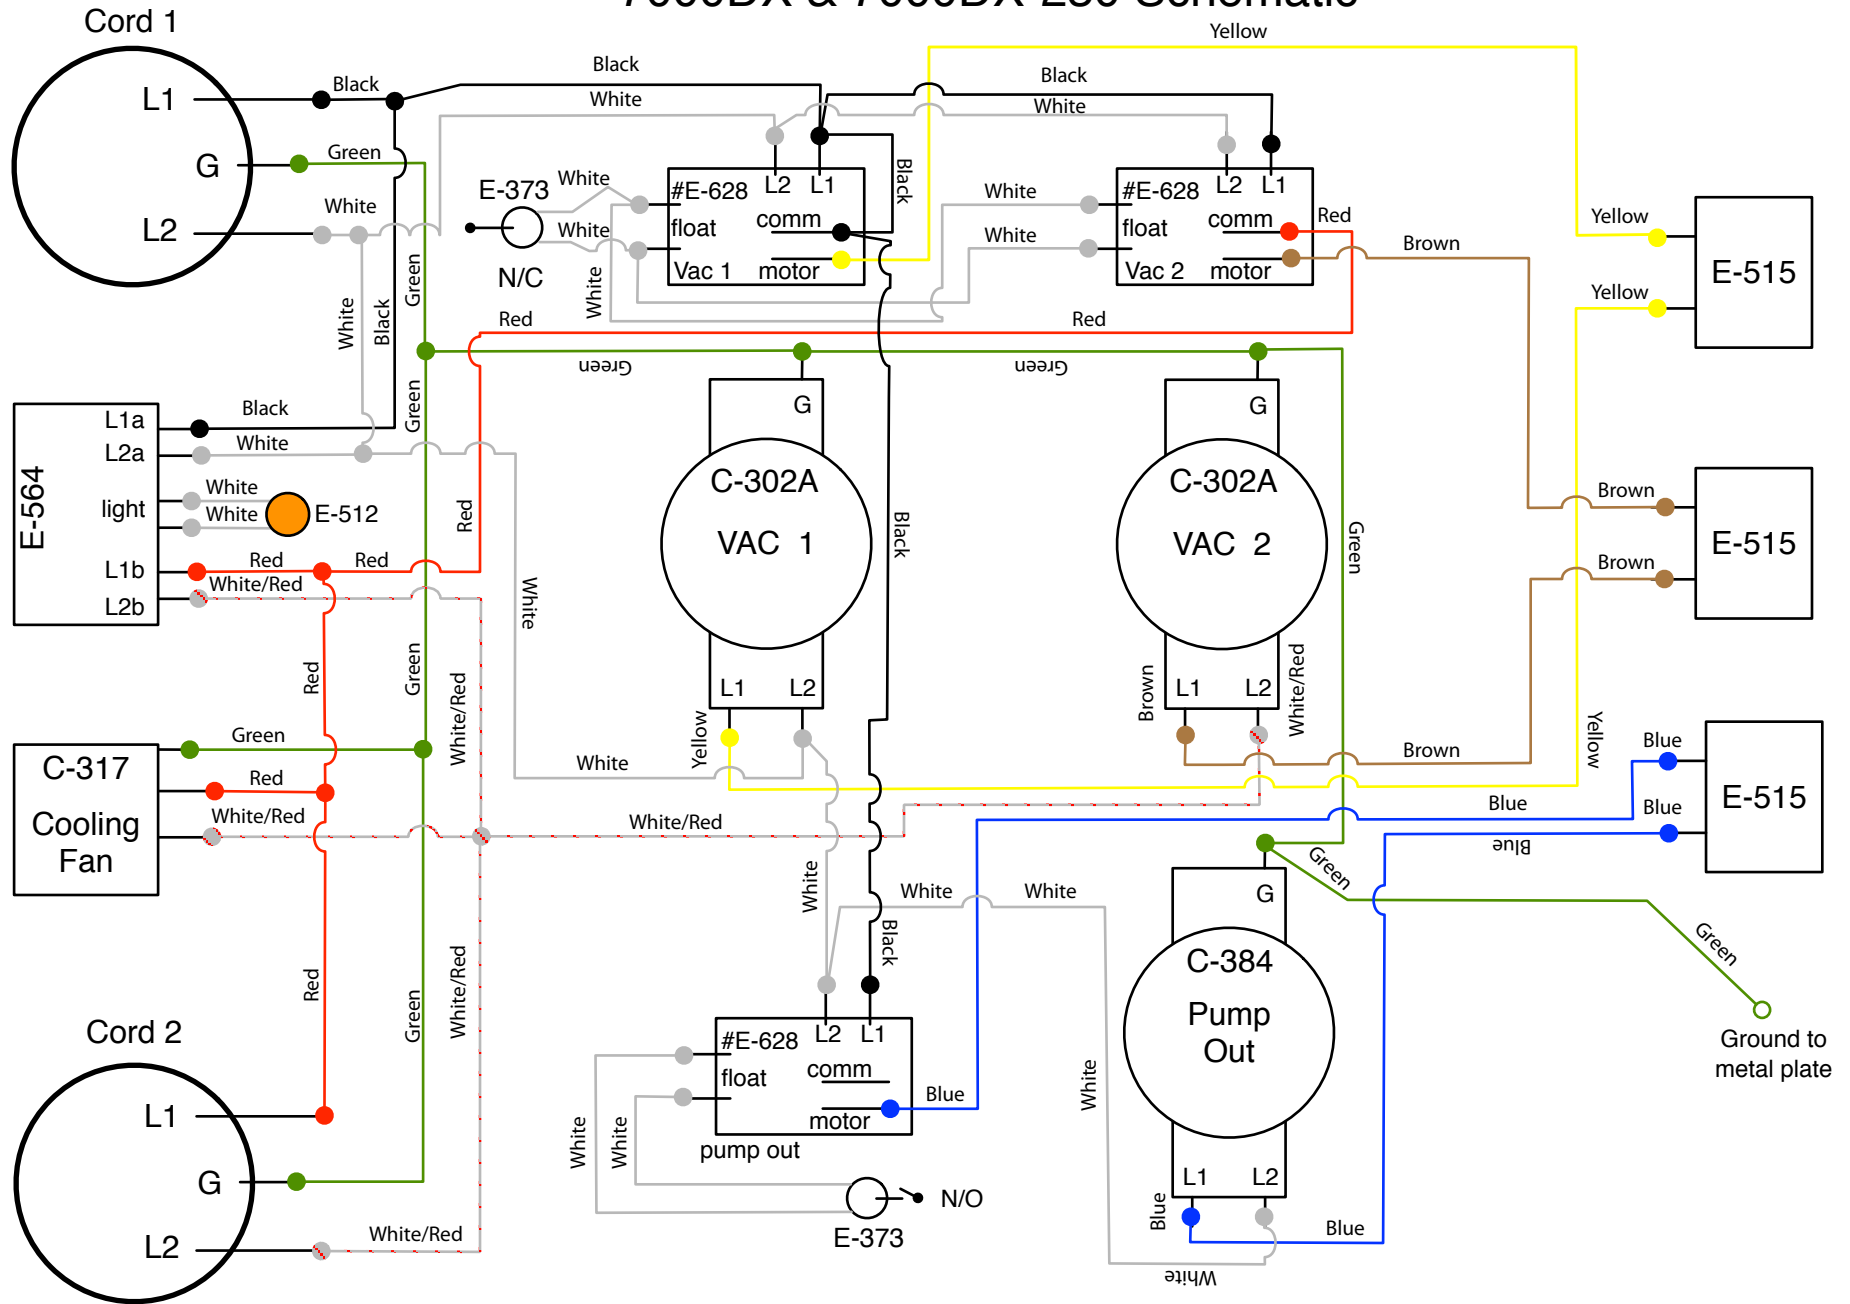 Cord 1
L1
G
L2
Black
Green
White
Black
White
Yellow
Black
White
E-373
N/C
White
White
White
#E-628
L2
L1
float
comm
motor
Vac 1
Black
White
White
#E-628
L2
L1
float
comm
motor
Vac 2
Red
Brown
Yellow
Yellow
E-515
Green
White
Black
Red
Red
Green
Green
Green
E-564
L1a
L2a
light
L1b
L2b
Black
White
White
White
E-512
Red
Red
White/Red
Red
White
G
C-302A
VAC 1
L1
L2
Black
G
C-302A
VAC 2
L1
L2
Green
Brown
Brown
E-515
Red
Green
White/Red
Yellow
White
Brown
White/Red
Brown
Yellow
C-317
Cooling
Fan
Green
Red
White/Red
White/Red
Blue
Blue
Blue
Blue
E-515
White
White
White
Black
Green
G
C-384
Pump
Out
L1
L2
Green
Ground to
metal plate
Red
Green
White/Red
Cord 2
L1
G
L2
White/Red
#E-628
L2
L1
float
comm
motor
pump out
Blue
White
White
N/O
E-373
White
Blue
Blue
White